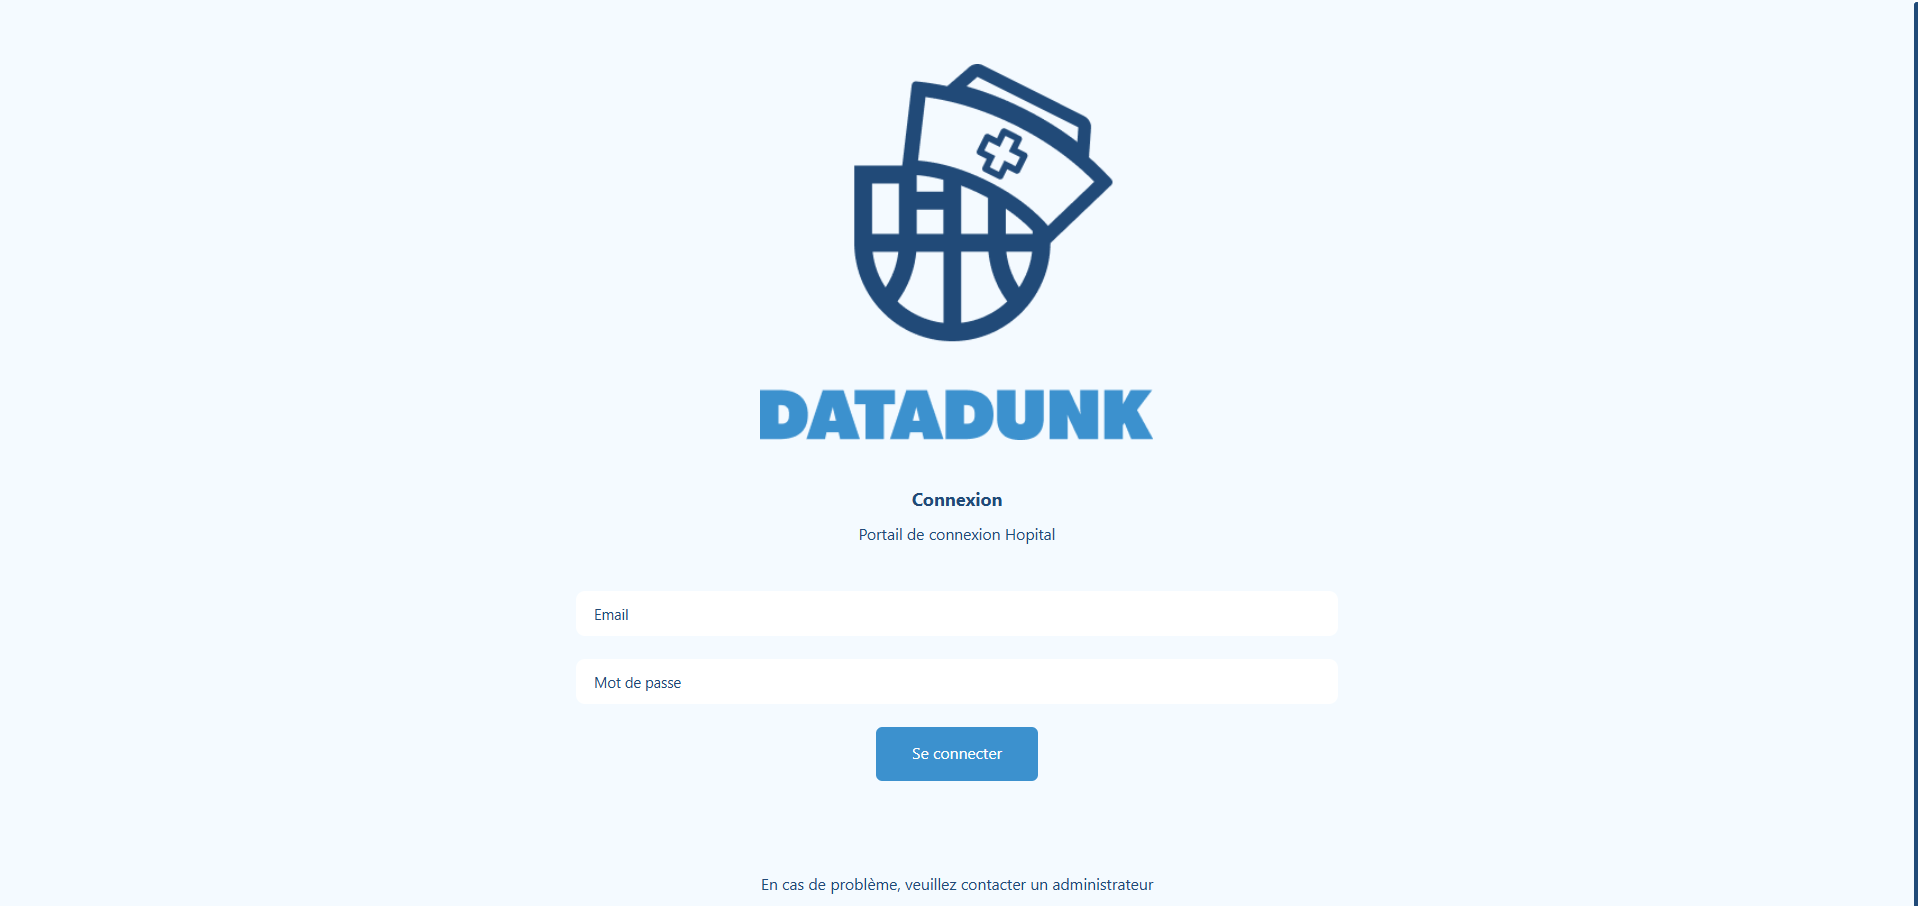 DATADUNK
Connexion
Portail de connexion Hopital
Email
Mot de passe
Se connecter
En cas de problème, veuillez contacter un administrateur